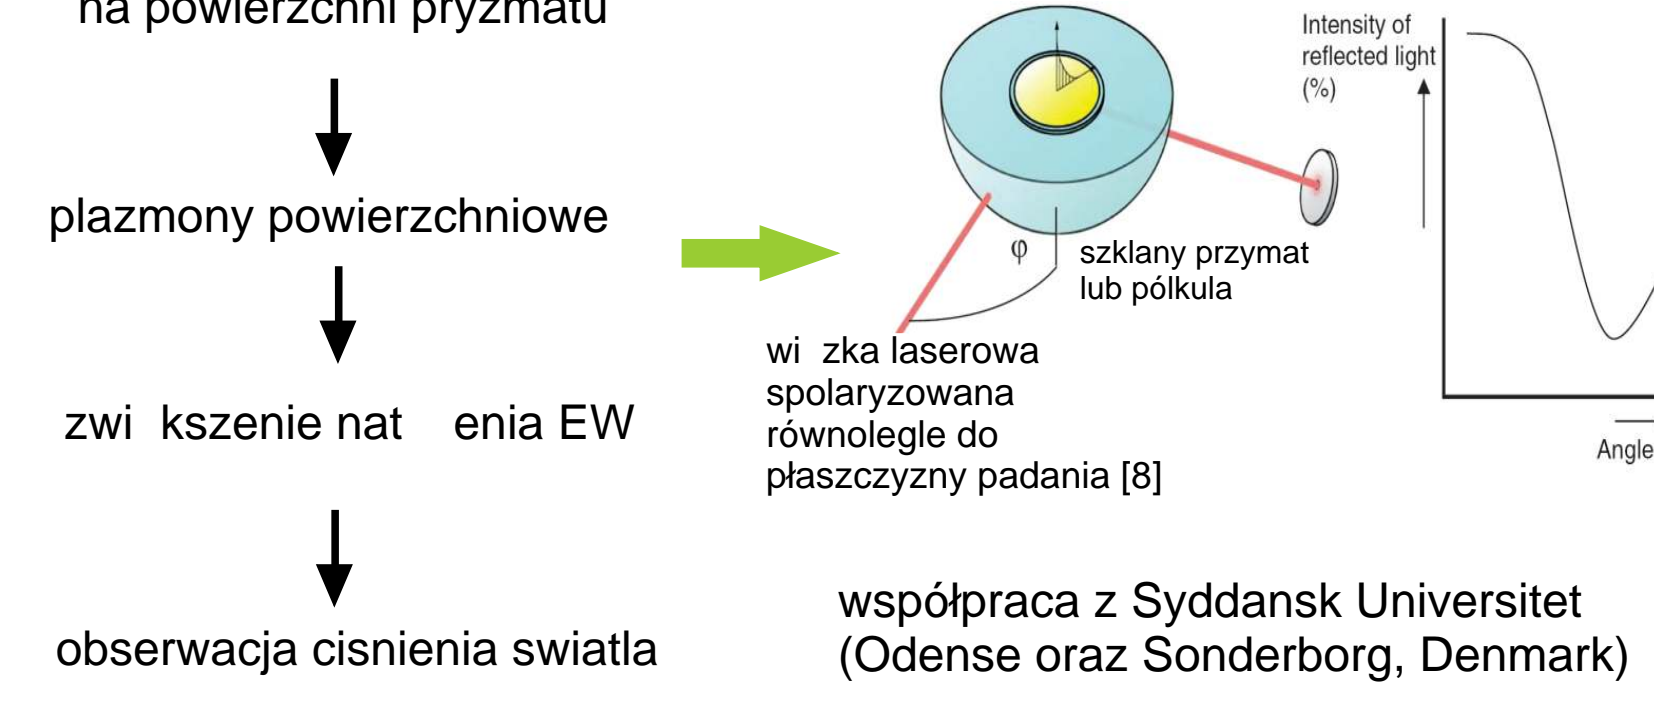 na powierzchni pryzmatu
plazmony powierzchniowe
zwi kszenie nat enia EW
obserwacja cisnienia swiatla
Intensity of
reflected light
(%)
φ
szklany przymat
lub pólkula
wi zka laserowa
spolaryzowana
równolegle do
płaszczyzny padania [8]
Angle
współpraca z Syddansk Universitet
(Odense oraz Sonderborg, Denmark)